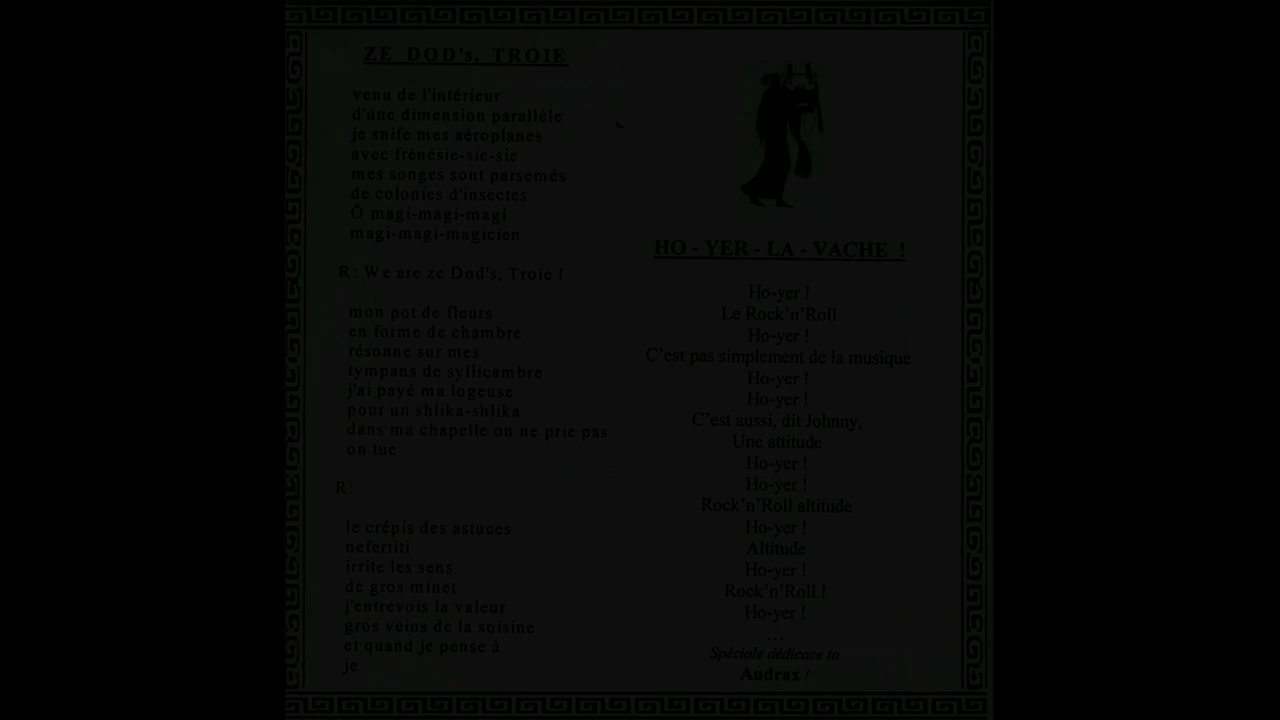 ZE DOD's, TROIE
venu de l'intérieur
d'une dimension parallèle
je snife mes aéroplanes
avec frénésie-sie-sie
mes songes sont parsemés
de colonies d'insectes
Ô magi-magi-magi
magi-magi-magicien
R: We are ze Dod's, Troie !
mon pot de fleurs
en forme de chambre
résonne sur mes
tympans de syllicambre
j'ai payé ma logeuse
pour un shlika-shlika
dans ma chapelle on ne prie pas
on tue
R:
le crépis des astuces
nefertiti
irrite les sens
de gros minet
j'entrevois la valeur
gros veins de la soisine
et quand je pense à
je
HO - YER - LA - VACHE !
Ho-yer !
Le Rock'n'Roll
Ho-yer !
C'est pas simplement de la musique
Ho-yer !
Ho-yer !
C'est aussi, dit Johnny,
Une attitude
Ho-yer !
Ho-yer !
Rock'n'Roll altitude
Ho-yer !
Altitude
Ho-yer !
Rock'n'Roll !
Ho-yer !
...
Spéciale dédicace to
Audrax !